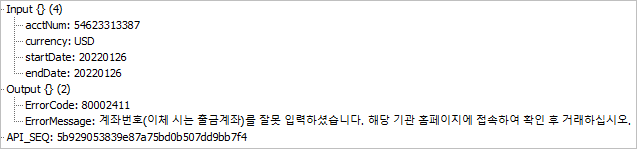 Input {} (4)
acctNum: 54623313387
currency: USD
startDate: 20220126
endDate: 20220126
Output {} (2)
ErrorCode: 80002411
ErrorMessage: 계좌번호(이체 시는 출금계좌)를 잘못 입력하셨습니다. 해당 기관 홈페이지에 접속하여 확인 후 거래하십시오.
API_SEQ: 5b929053839e87a75bd0b507dd9bb7f4